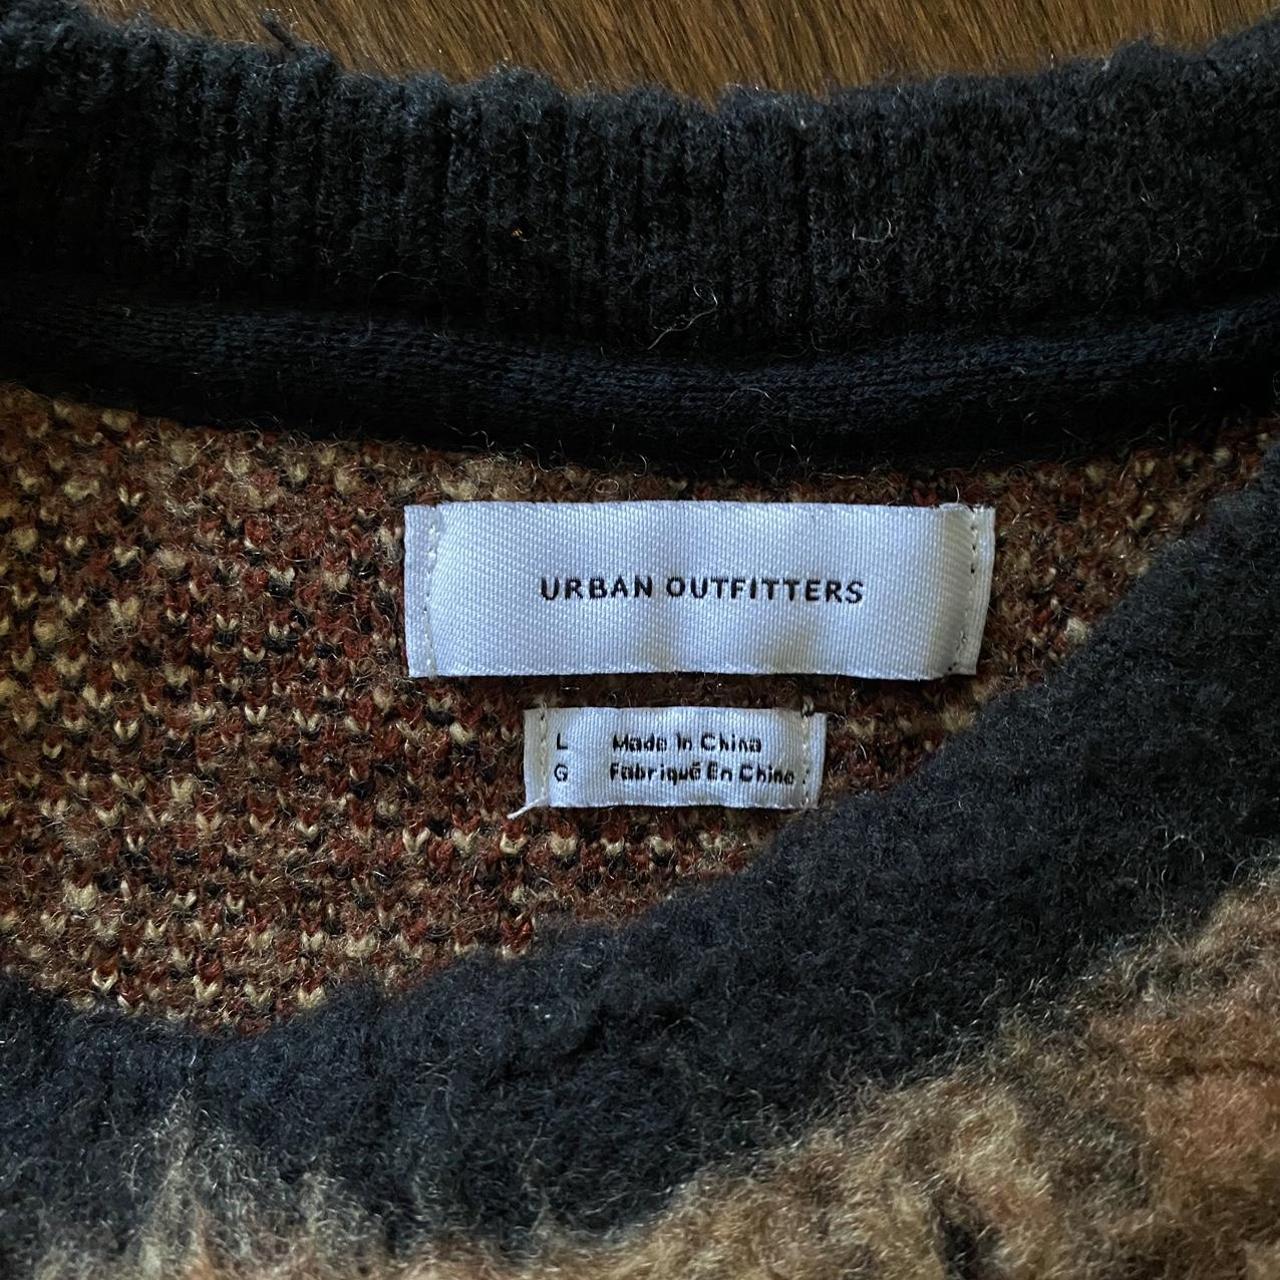 URBAN OUTFITTERS
L Made In China
G Fabriqué En Chine